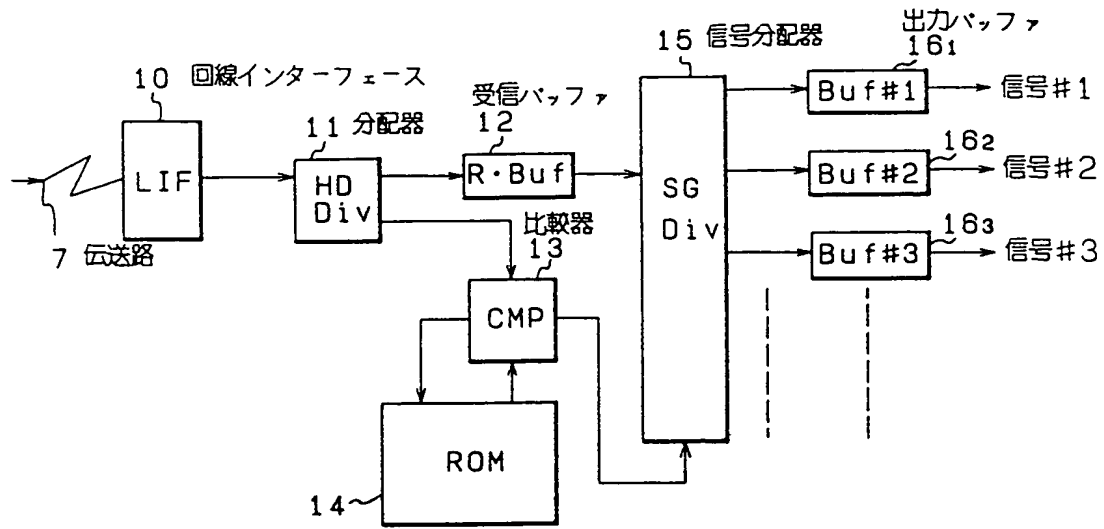 10 回線インターフェース
LIF
7 伝送路
11 分配器
HD
Div
受信バッファ
12
R・Buf
比較器
13
CMP
ROM
14
15 信号分配器
SG
Div
出力バッファ
16₁
Buf#1
信号#1
16₂
Buf#2
信号#2
16₃
Buf#3
信号#3